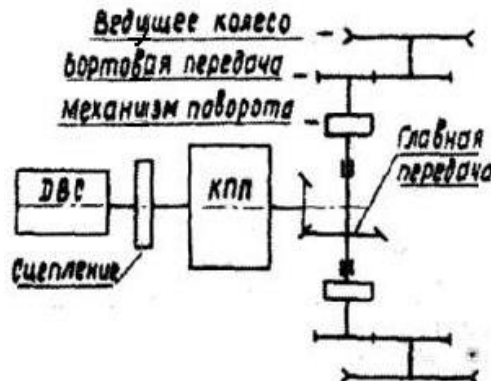 Ведущее колесо
Бортовая передача
Механизм поворота
Главная
передача
ДВС
КПП
Сцепление